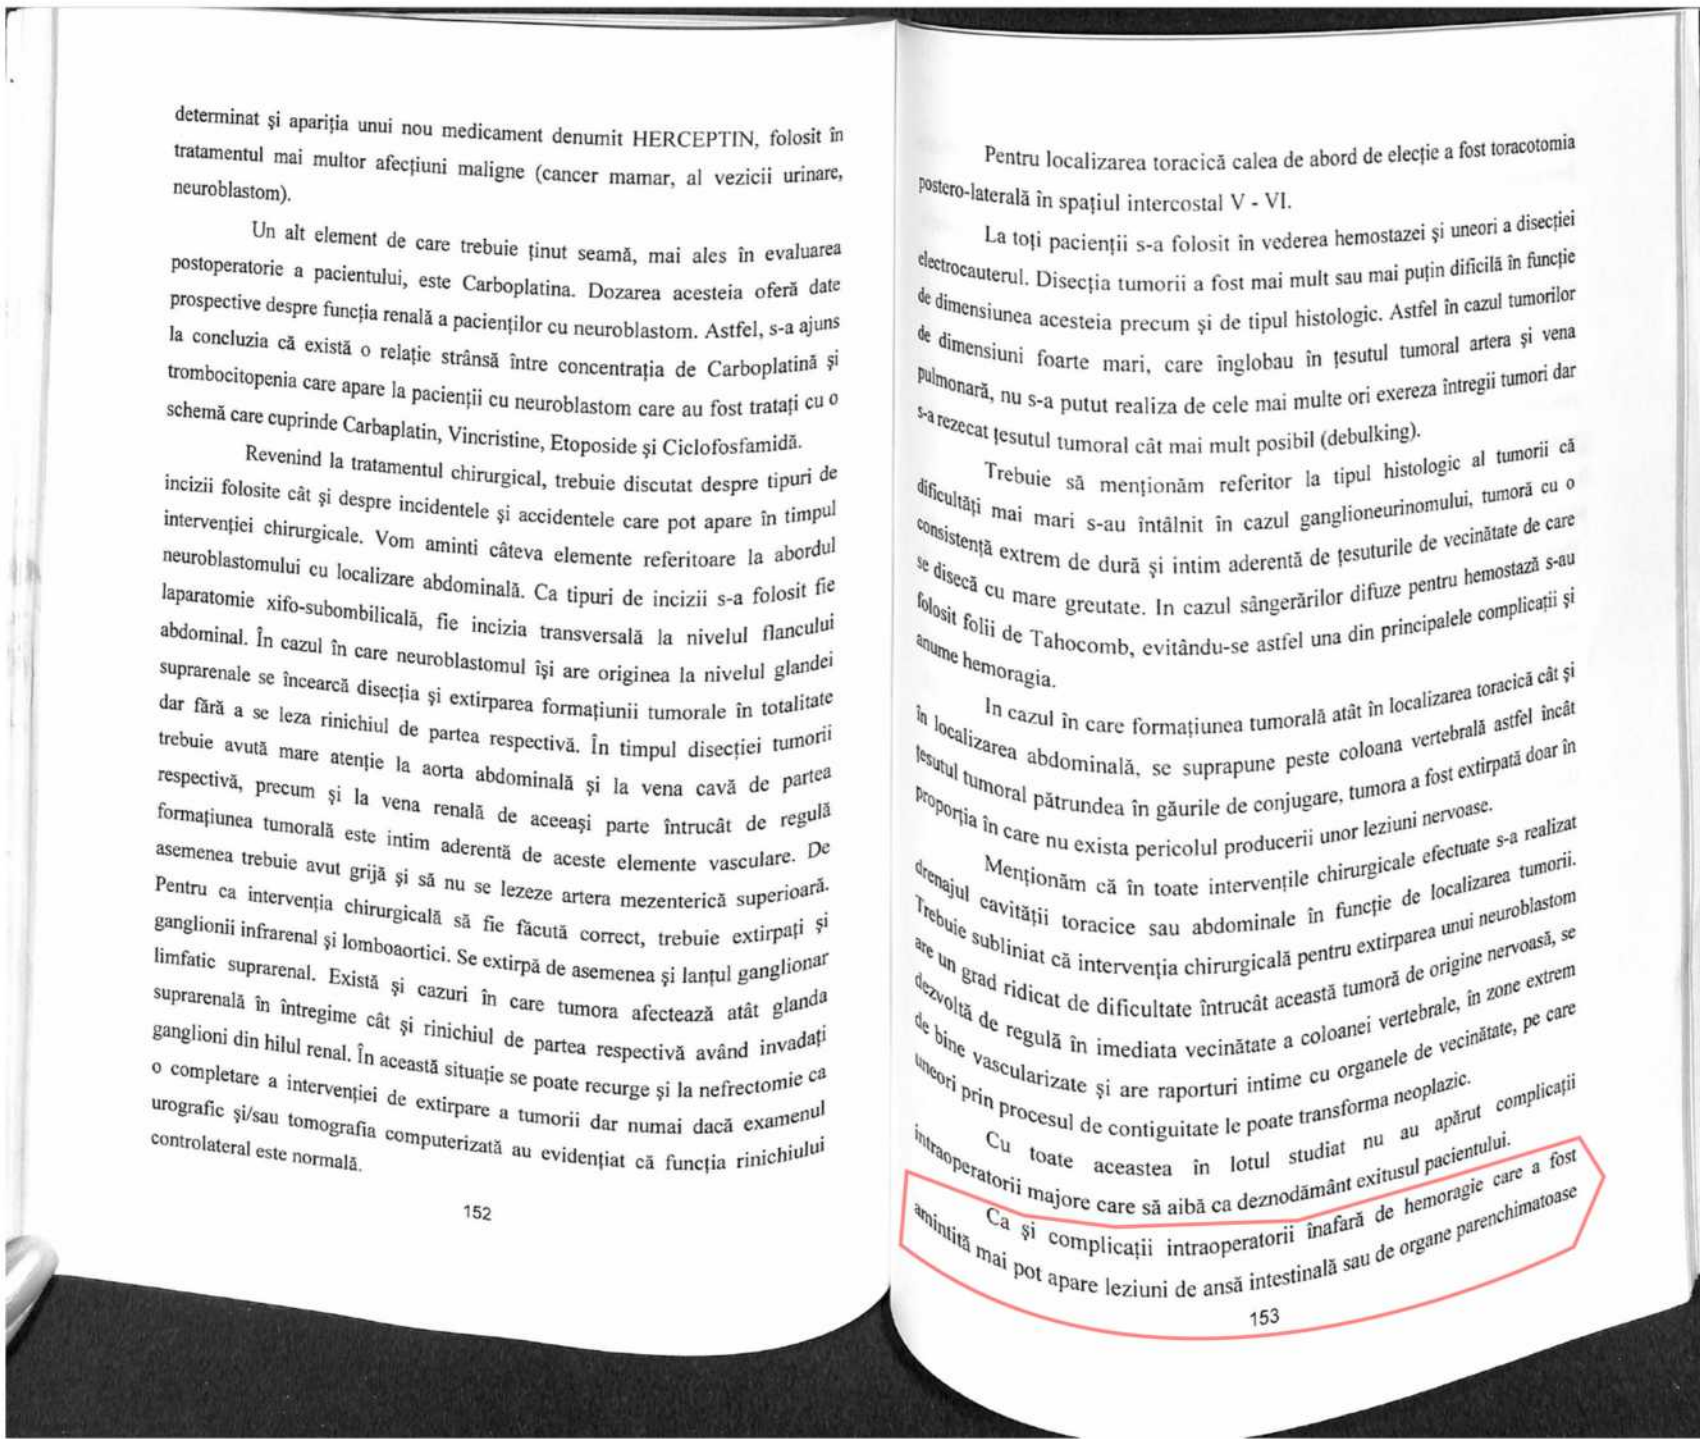 determinat şi apariţia unui nou medicament denumit HERCEPTIN, folosit în
tratamentul mai multor afecţiuni maligne (cancer mamar, al vezicii urinare,
neuroblastom).
Un alt element de care trebuie ţinut seamă, mai ales în evaluarea
postoperatorie a pacientului, este Carboplatina. Dozarea acesteia oferă date
prospective despre funcţia renală a pacienţilor cu neuroblastom. Astfel, s-a ajuns
la concluzia că există o relaţie strânsă între concentraţia de Carboplatină şi
trombocitopenia care apare la pacienţii cu neuroblastom care au fost trataţi cu o
schemă care cuprinde Carbaplatin, Vincristine, Etoposide şi Ciclofosfamidă.
Revenind la tratamentul chirurgical, trebuie discutat despre tipuri de
incizii folosite cât şi despre incidentele şi accidentele care pot apare în timpul
intervenţiei chirurgicale. Vom aminti câteva elemente referitoare la abordul
neuroblastomului cu localizare abdominală. Ca tipuri de incizii s-a folosit fie
laparatomie xifo-subombilicală, fie incizia transversală la nivelul flancului
abdominal. În cazul în care neuroblastomul îşi are originea la nivelul glandei
suprarenale se încearcă disecţia şi extirparea formaţiunii tumorale în totalitate
dar fără a se leza rinichiul de partea respectivă. În timpul disecţiei tumorii
trebuie avută mare atenţie la aorta abdominală şi la vena cavă de partea
respectivă, precum şi la vena renală de aceeaşi parte întrucât de regulă
formaţiunea tumorală este intim aderentă de aceste elemente vasculare. De
asemenea trebuie avut grijă şi să nu se lezeze artera mezenterică superioară.
Pentru ca intervenţia chirurgicală să fie făcută corect, trebuie extirpaţi şi
ganglionii infrarenal şi lomboaortici. Se extirpă de asemenea şi lanţul ganglionar
limfatic suprarenal. Există şi cazuri în care tumora afectează atât glanda
suprarenală în întregime cât şi rinichiul de partea respectivă având invadaţi
ganglioni din hilul renal. În această situaţie se poate recurge şi la nefrectomie ca
o completare a intervenţiei de extirpare a tumorii dar numai dacă examenul
urografic şi/sau tomografia computerizată au evidenţiat că funcţia rinichiului
controlateral este normală.
152
Pentru localizarea toracică calea de abord de elecţie a fost toracotomia
postero-laterală în spaţiul intercostal V - VI.
La toţi pacienţii s-a folosit în vederea hemostazei şi uneori a disecţiei
electrocauterul. Disecţia tumorii a fost mai mult sau mai puţin dificilă în funcţie
de dimensiunea acesteia precum şi de tipul histologic. Astfel în cazul tumorilor
de dimensiuni foarte mari, care înglobau în ţesutul tumoral artera şi vena
pulmonară, nu s-a putut realiza de cele mai multe ori exereza întregii tumori dar
s-a rezecat ţesutul tumoral cât mai mult posibil (debulking).
Trebuie să menţionăm referitor la tipul histologic al tumorii că
dificultăţi mai mari s-au întâlnit în cazul ganglioneurinomului, tumoră cu o
consistenţă extrem de dură şi intim aderentă de ţesuturile de vecinătate de care
se disecă cu mare greutate. In cazul sângerărilor difuze pentru hemostază s-au
folosit folii de Tahocomb, evitându-se astfel una din principalele complicaţii şi
anume hemoragia.
In cazul în care formaţiunea tumorală atât în localizarea toracică cât şi
în localizarea abdominală, se suprapune peste coloana vertebrală astfel încât
ţesutul tumoral pătrundea în găurile de conjugare, tumora a fost extirpată doar în
proporţia în care nu exista pericolul producerii unor leziuni nervoase.
Menţionăm că în toate intervenţile chirurgicale efectuate s-a realizat
drenajul cavităţii toracice sau abdominale în funcţie de localizarea tumorii.
Trebuie subliniat că intervenţia chirurgicală pentru extirparea unui neuroblastom
are un grad ridicat de dificultate întrucât această tumoră de origine nervoasă, se
dezvoltă de regulă în imediata vecinătate a coloanei vertebrale, în zone extrem
de bine vascularizate şi are raporturi intime cu organele de vecinătate, pe care
uneori prin procesul de contiguitate le poate transforma neoplazic.
Cu toate aceastea în lotul studiat nu au apărut complicaţii
intraoperatorii majore care să aibă ca deznodământ exitusul pacientului.
Ca şi complicaţii intraoperatorii înafară de hemoragie care a fost
amintită mai pot apare leziuni de ansă intestinală sau de organe parenchimatoase
153